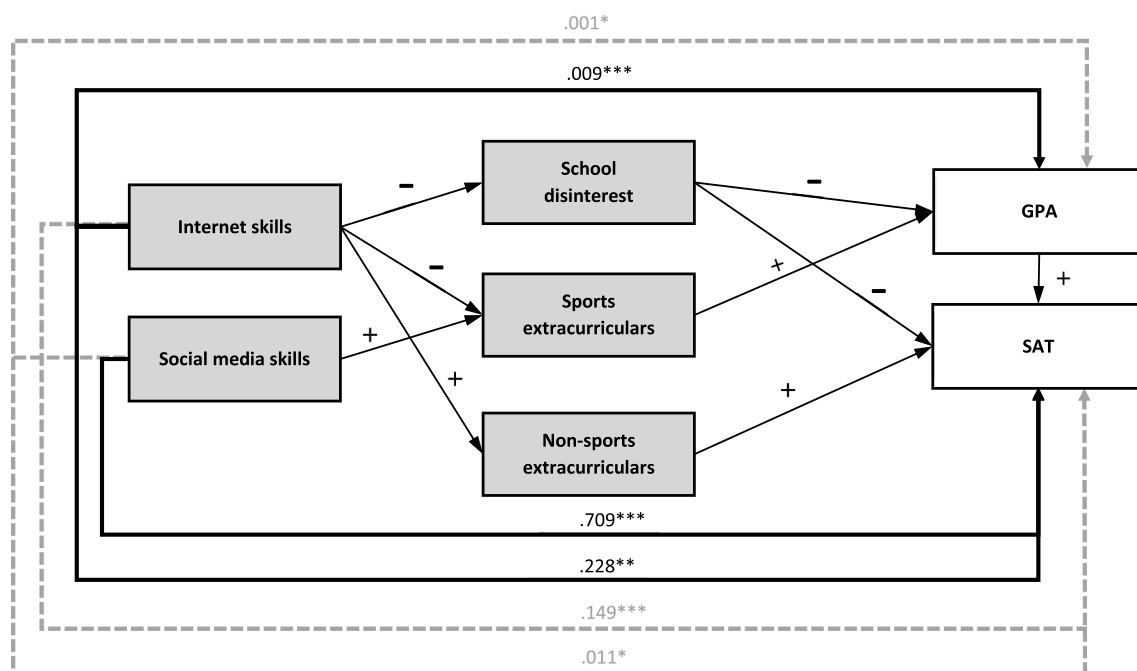 .001*
.009***
School
disinterest
Internet skills
GPA
Sports
extracurriculars
Social media skills
SAT
Non-sports
extracurriculars
−
−
−
+
−
+
+
+
+
.709***
.228**
.149***
.011*